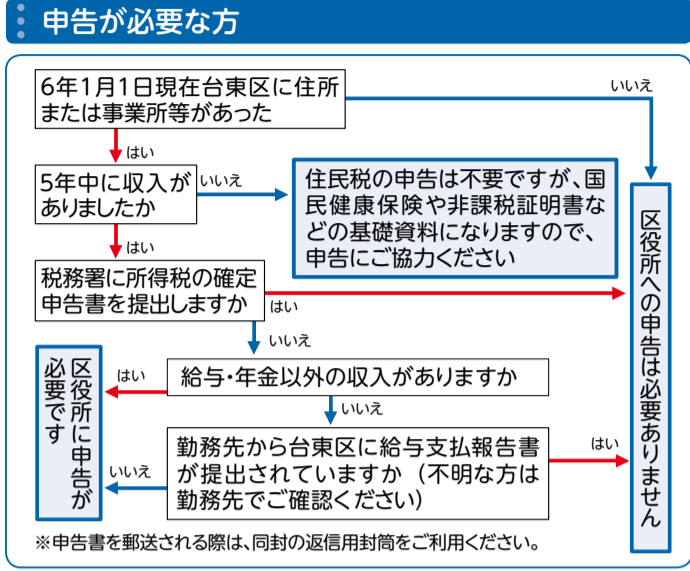 申告が必要な方
6年1月1日現在台東区に住所
または事業所等があった
いいえ
はい
5年中に収入が
ありましたか
いいえ
住民税の申告は不要ですが、国
民健康保険や非課税証明書な
どの基礎資料になりますので、
申告にご協力ください
はい
税務署に所得税の確定
申告書を提出しますか
はい
いいえ
区役所への申告は必要ありません
給与・年金以外の収入がありますか
はい
区役所に申告が
必要です
いいえ
勤務先から台東区に給与支払報告書
が提出されていますか（不明な方は
勤務先でご確認ください）
はい
いいえ
※申告書を郵送される際は、同封の返信用封筒をご利用ください。